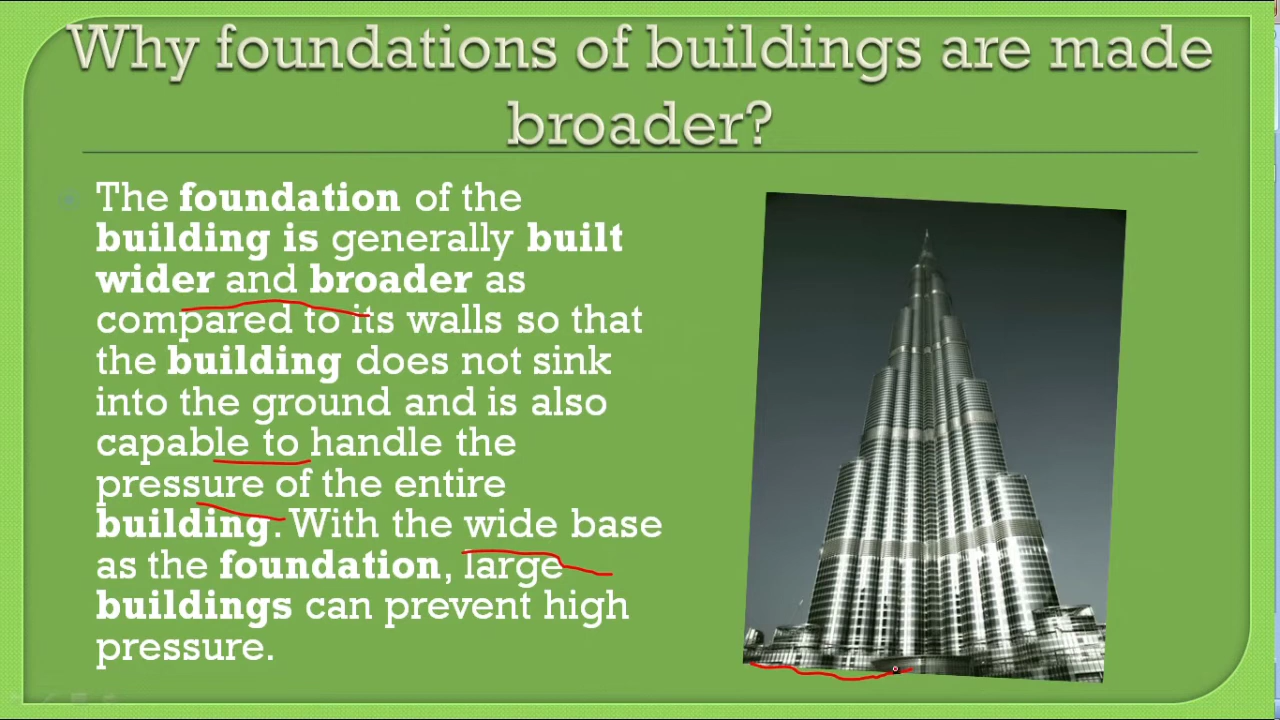 Why foundations of buildings are made
broader?
The foundation of the
building is generally built
wider and broader as
compared to its walls so that
the building does not sink
into the ground and is also
capable to handle the
pressure of the entire
building. With the wide base
as the foundation, large
buildings can prevent high
pressure.